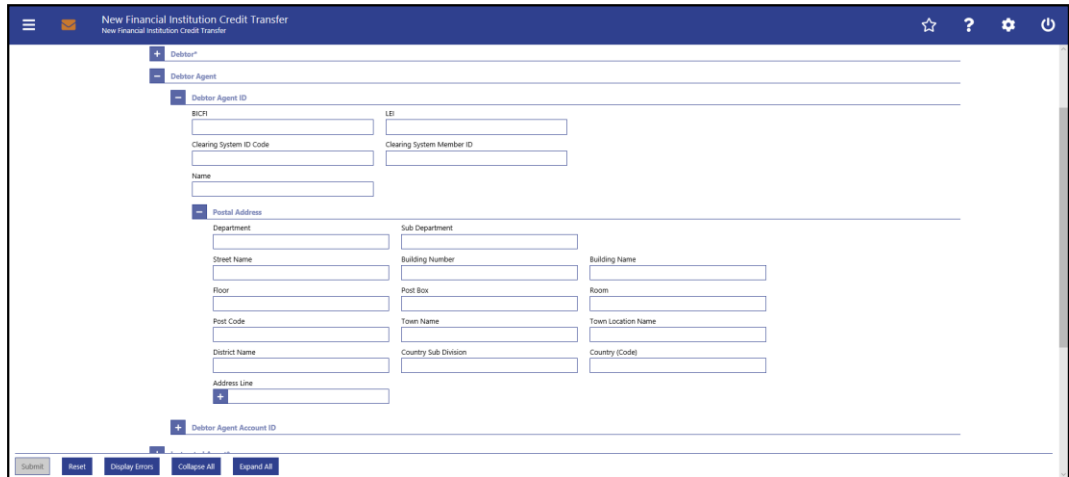 New Financial Institution Credit Transfer
New Financial Institution Credit Transfer
?
+ Debtor*
− Debtor Agent
− Debtor Agent ID
BICFI LEI
Clearing System ID Code Clearing System Member ID
Name
− Postal Address
Department Sub Department
Street Name Building Number Building Name
Floor Post Box Room
Post Code Town Name Town Location Name
District Name Country Sub Division Country (Code)
Address Line
+
+ Debtor Agent Account ID
Submit Reset Display Errors Collapse All Expand All